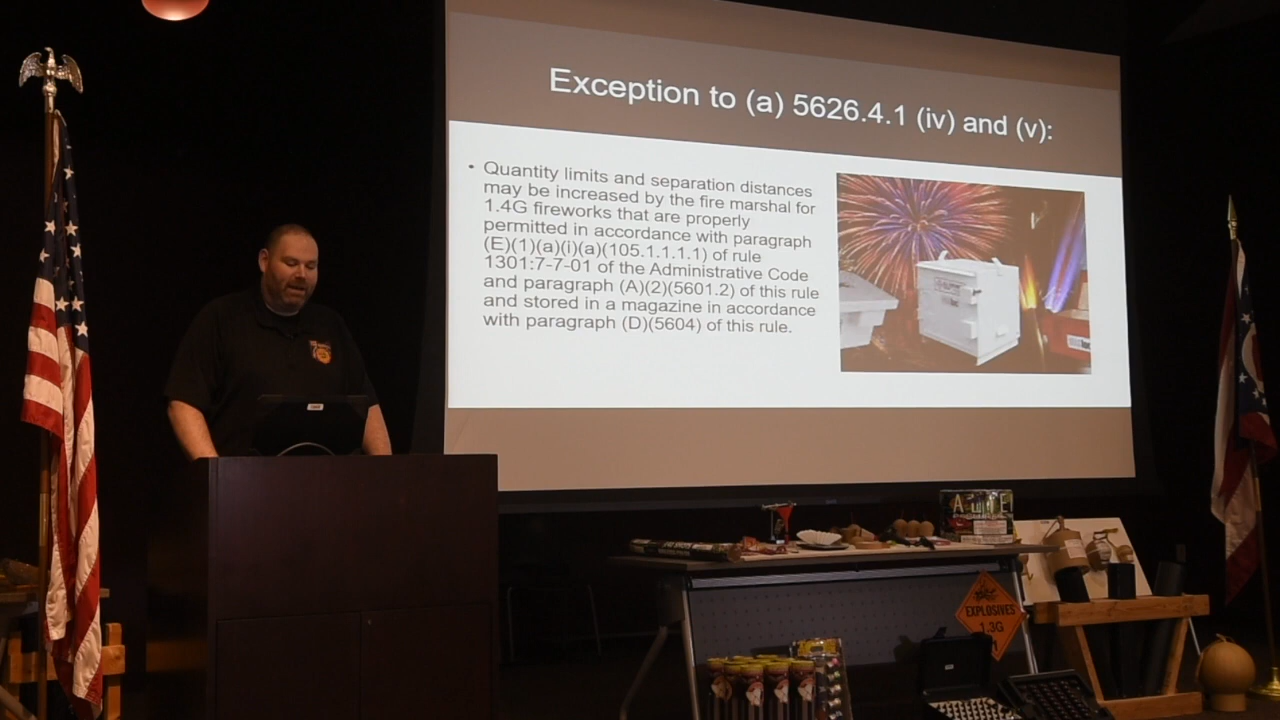 Exception to (a) 5626.4.1 (iv) and (v):
• Quantity limits and separation distances
may be increased by the fire marshal for
1.4G fireworks that are properly
permitted in accordance with paragraph
(E)(1)(a)(i)(a)(105.1.1.1.1) of rule
1301:7-7-01 of the Administrative Code
and paragraph (A)(2)(5601.2) of this rule
and stored in a magazine in accordance
with paragraph (D)(5604) of this rule.
EXPLOSIVES
1.3G